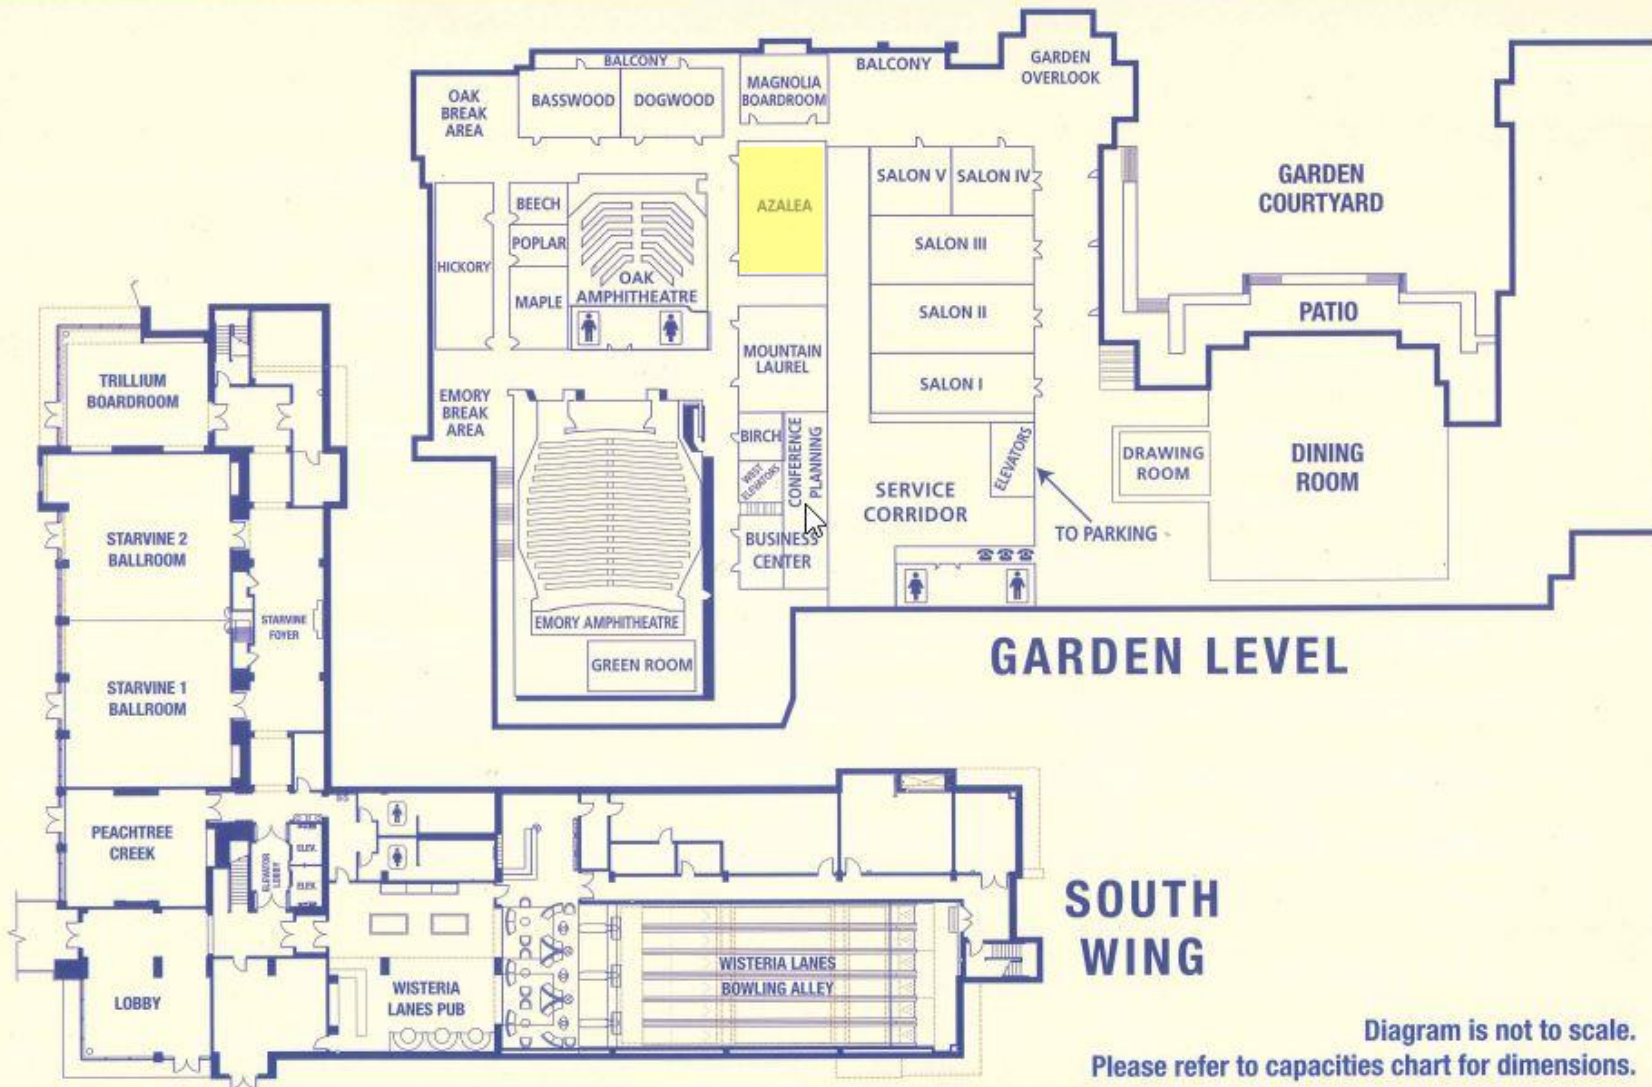 BALCONY
BALCONY
GARDEN
OVERLOOK
OAK
BREAK
AREA
BASSWOOD
DOGWOOD
MAGNOLIA
BOARDROOM
SALON V
SALON IV
GARDEN
COURTYARD
BEECH
AZALEA
POPLAR
SALON III
HICKORY
OAK
AMPHITHEATRE
MAPLE
SALON II
PATIO
MOUNTAIN
LAUREL
SALON I
TRILLIUM
BOARDROOM
EMORY
BREAK
AREA
BIRCH
CONFERENCE
PLANNING
WEST
ELEVATORS
ELEVATORS
DRAWING
ROOM
DINING
ROOM
SERVICE
CORRIDOR
TO PARKING
BUSINESS
CENTER
STARVINE 2
BALLROOM
STARVINE
FOYER
EMORY AMPHITHEATRE
GREEN ROOM
GARDEN LEVEL
STARVINE 1
BALLROOM
PEACHTREE
CREEK
ELEV.
ELEVATOR
LOBBY
ELEV.
SOUTH
WING
LOBBY
WISTERIA
LANES PUB
WISTERIA LANES
BOWLING ALLEY
Diagram is not to scale.
Please refer to capacities chart for dimensions.